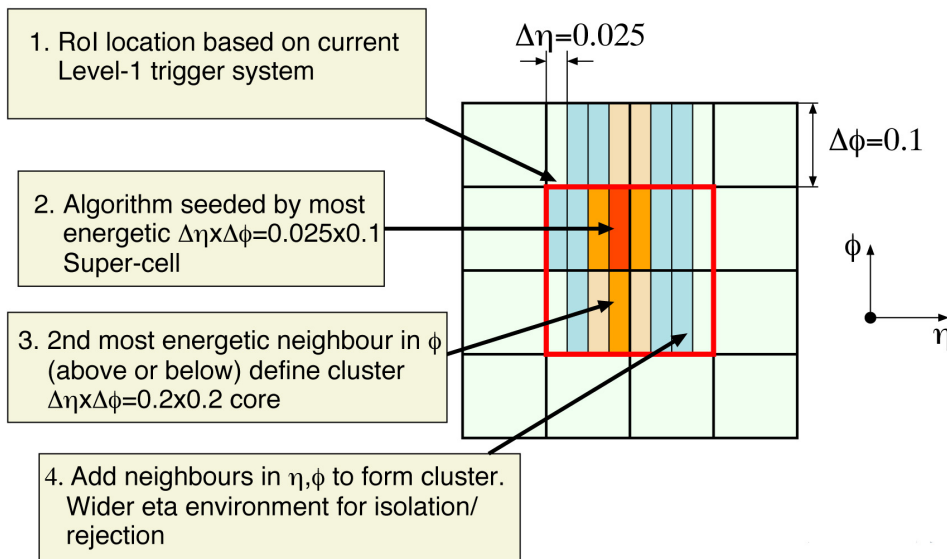 1. RoI location based on current
Level-1 trigger system
Δη=0.025
Δϕ=0.1
2. Algorithm seeded by most
energetic ΔηxΔϕ=0.025x0.1
Super-cell
ϕ
η
3. 2nd most energetic neighbour in ϕ
(above or below) define cluster
ΔηxΔϕ=0.2x0.2 core
4. Add neighbours in η,ϕ to form cluster.
Wider eta environment for isolation/
rejection